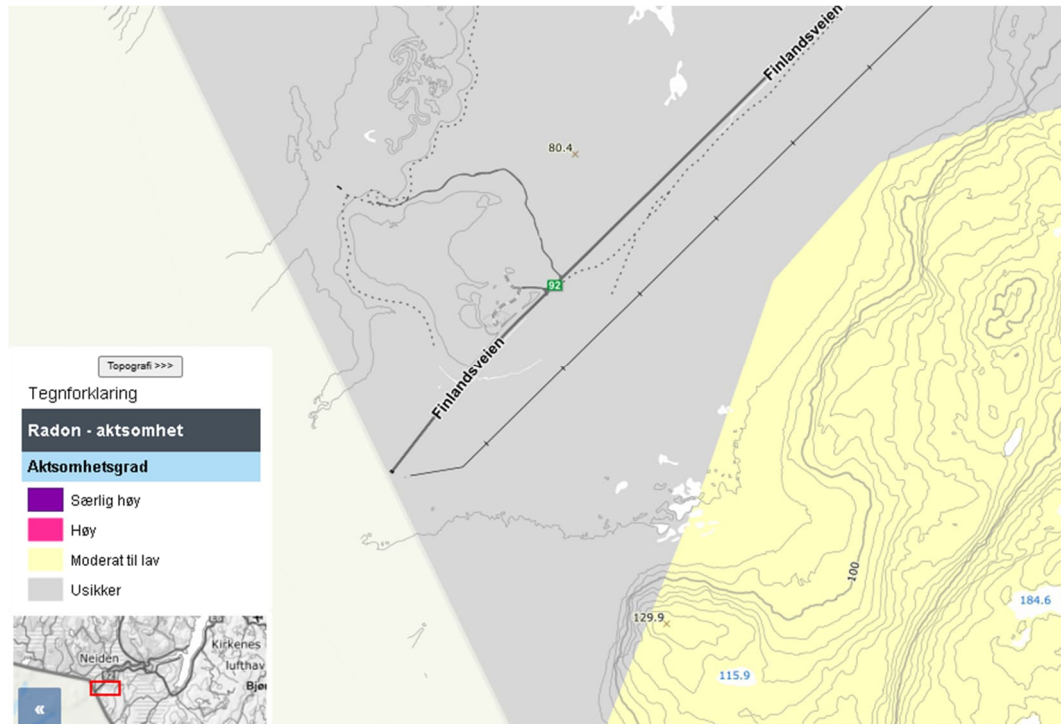 Finlandsveien
80.4
92
Finlandsveien
100
129.9
184.6
115.9
Topografi >>>
Tegnforklaring
Radon - aktsomhet
Aktsomhetsgrad
Særlig høy
Høy
Moderat til lav
Usikker
Kirkenes
Neiden
lufthav
Bjø
«